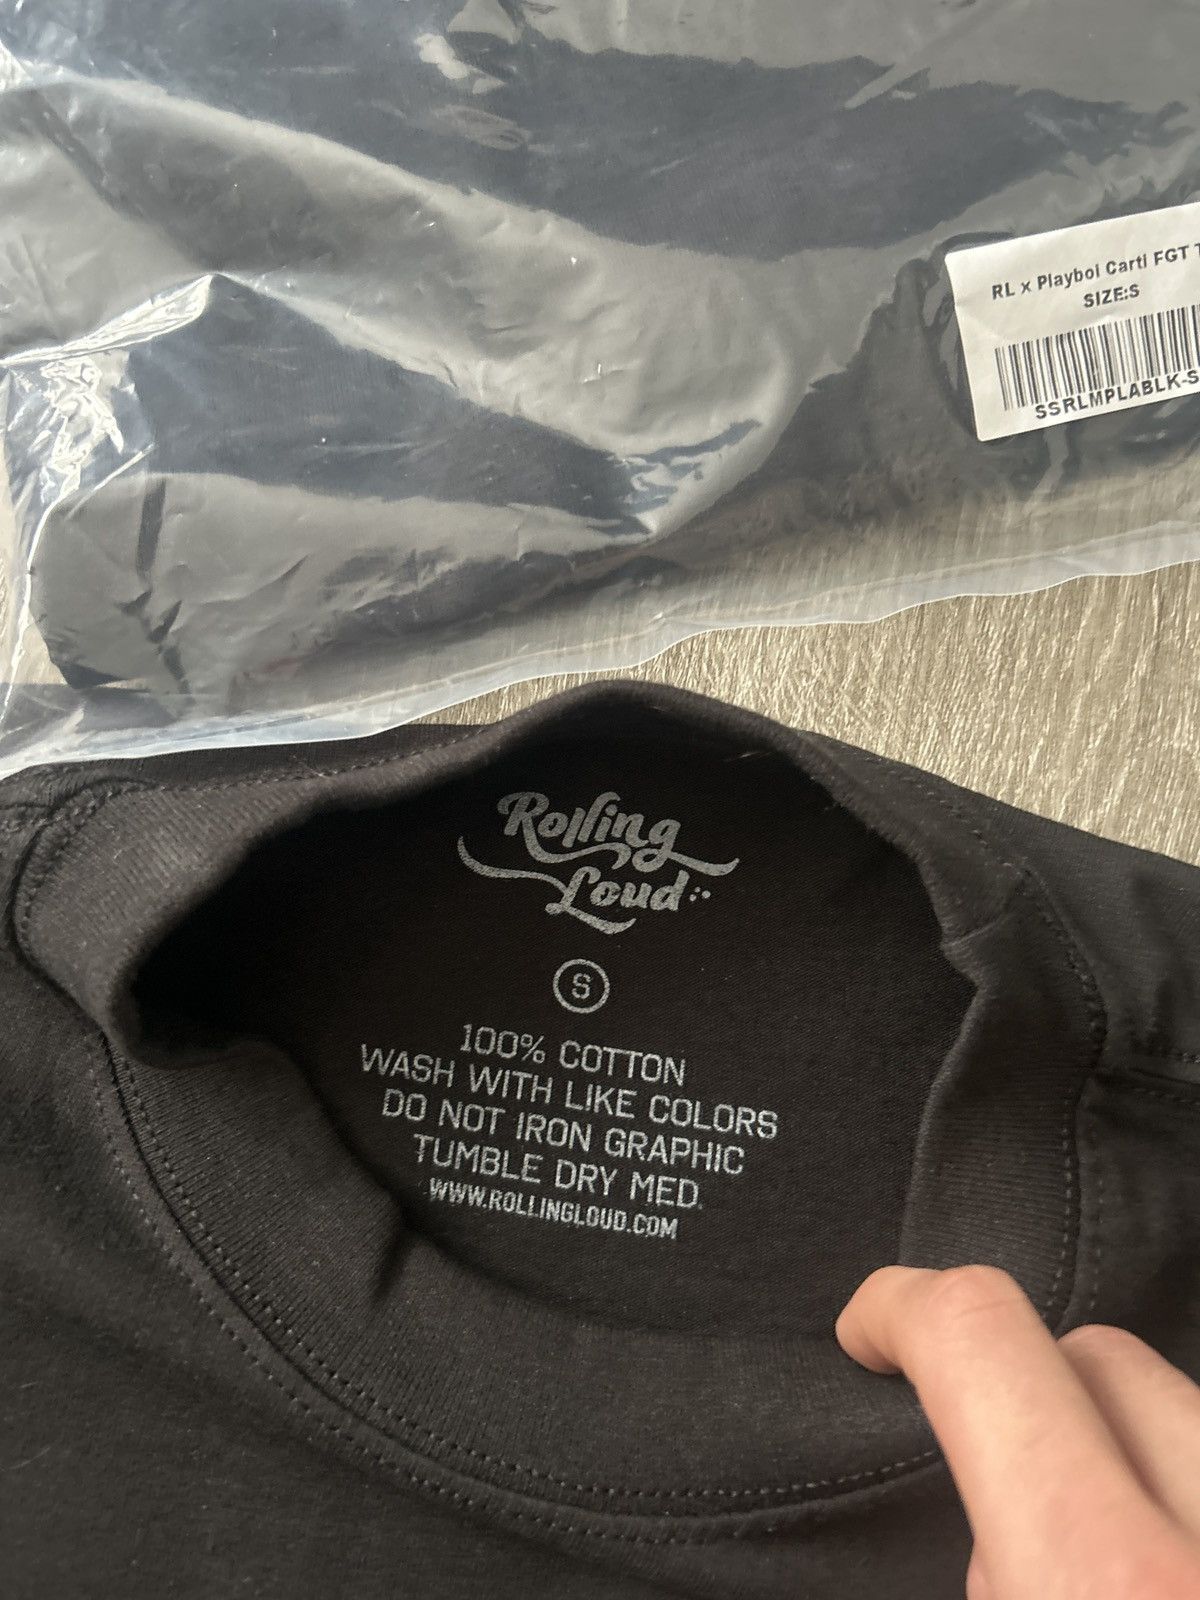 RL x Playboi Carti FGT T
SIZE:S
SSRLMPLABLK-S
Rolling
Loud
S
100% COTTON
WASH WITH LIKE COLORS
DO NOT IRON GRAPHIC
TUMBLE DRY MED.
WWW.ROLLINGLOUD.COM